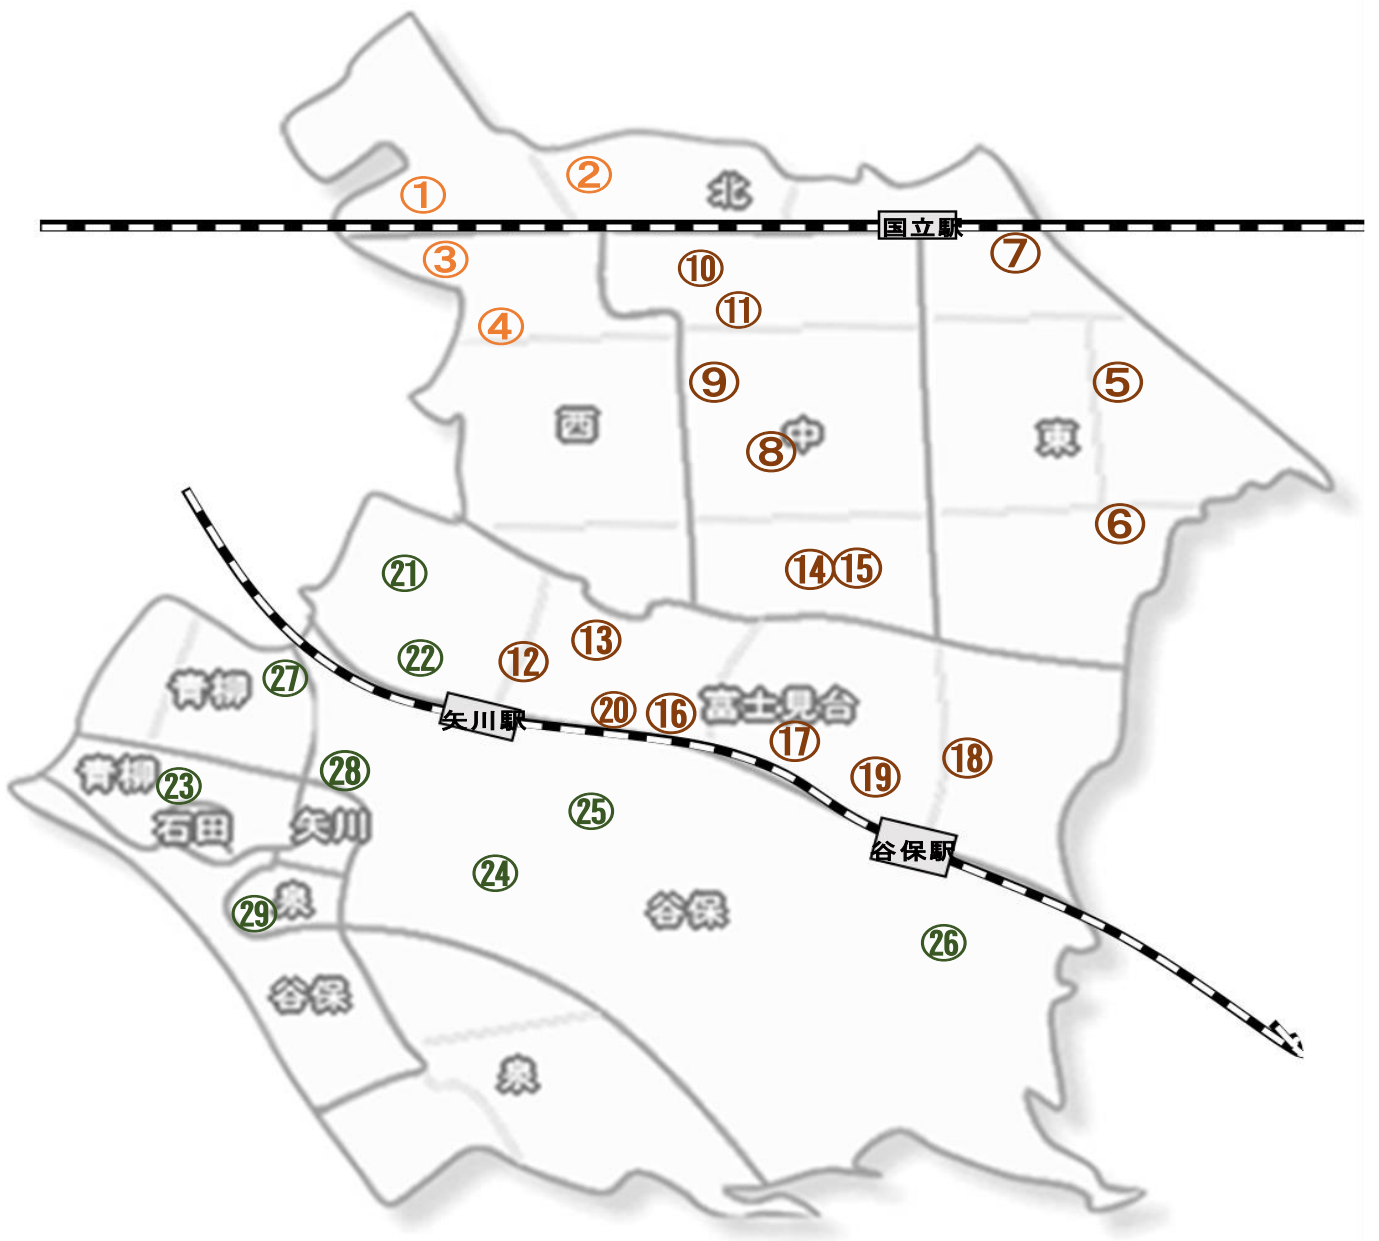 ②
北
①
国立駅
③
⑩
⑦
⑪
④
⑨
⑤
西
中
東
⑧
⑥
㉑
⑭⑮
⑬
㉒
⑫
㉗
青柳
⑳
⑯
富士見台
矢川駅
⑰
⑱
㉘
⑲
青柳
㉓
石田
矢川
㉕
谷保駅
㉔
泉
㉙
谷保
㉖
谷保
泉